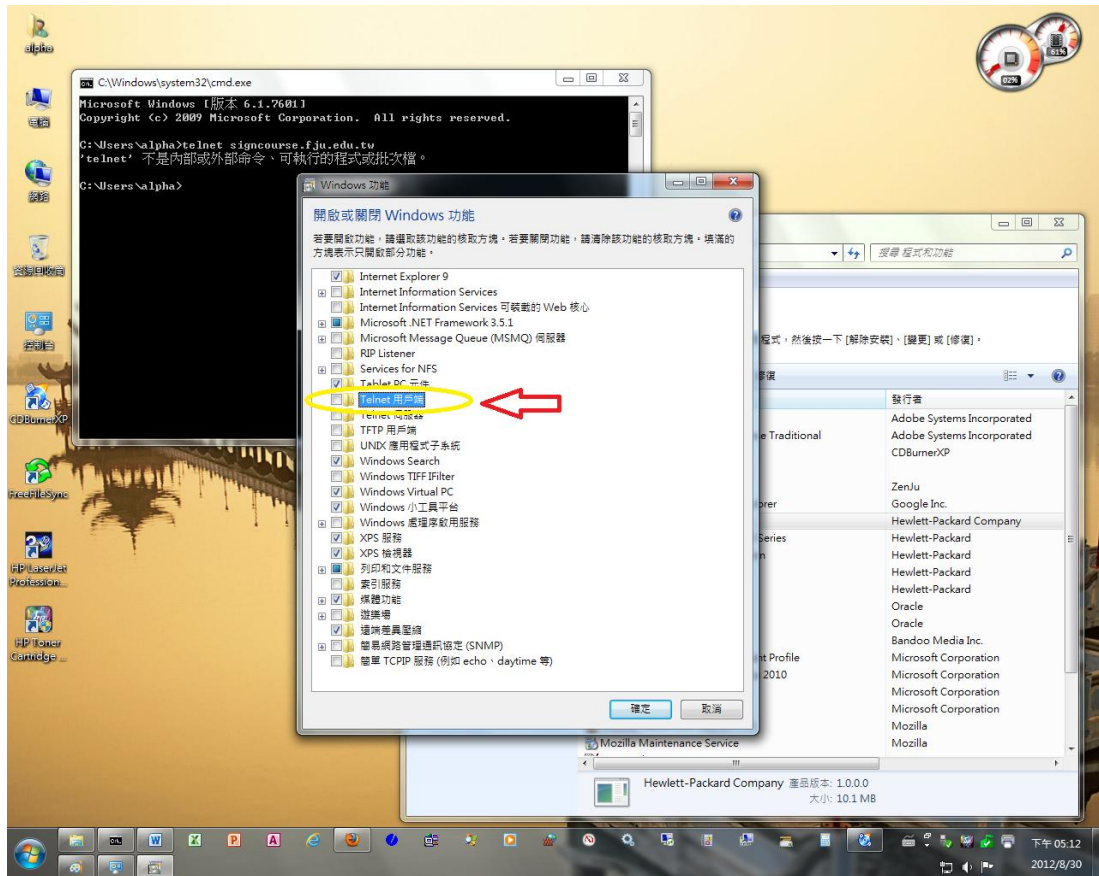 alpha
電腦
網路
資源回收筒
控制台
CDBurnerXP
FreeFileSync
HP LaserJet
Profession...
HP Toner
Cartridge ...
02%
61%
C:\Windows\system32\cmd.exe
Microsoft Windows [版本 6.1.7601]
Copyright (c) 2009 Microsoft Corporation.  All rights reserved.
C:\Users\alpha>telnet signcourse.fju.edu.tw
'telnet' 不是內部或外部命令、可執行的程式或批次檔。
C:\Users\alpha>
Windows 功能
開啟或關閉 Windows 功能
若要開啟功能，請選取該功能的核取方塊。若要關閉功能，請清除該功能的核取方塊。填滿的
方塊表示只開啟部分功能。
Internet Explorer 9
Internet Information Services
Internet Information Services 可裝載的 Web 核心
Microsoft .NET Framework 3.5.1
Microsoft Message Queue (MSMQ) 伺服器
RIP Listener
Services for NFS
Tablet PC 元件
Telnet 用戶端
Telnet 伺服器
TFTP 用戶端
UNIX 應用程式子系統
Windows Search
Windows TIFF IFilter
Windows Virtual PC
Windows 小工具平台
Windows 處理序啟用服務
XPS 服務
XPS 檢視器
列印和文件服務
索引服務
媒體功能
遊樂場
遠端差異壓縮
簡易網路管理通訊協定 (SNMP)
簡單 TCPIP 服務 (例如 echo、daytime 等)
確定
取消
搜尋 程式和功能
程式，然後按一下 [解除安裝]、[變更] 或 [修復]。
修復
發行者
Adobe Systems Incorporated
e Traditional
Adobe Systems Incorporated
CDBurnerXP
ZenJu
orer
Google Inc.
Hewlett-Packard Company
Series
Hewlett-Packard
n
Hewlett-Packard
Hewlett-Packard
Hewlett-Packard
Oracle
Oracle
Bandoo Media Inc.
nt Profile
Microsoft Corporation
2010
Microsoft Corporation
Microsoft Corporation
Microsoft Corporation
Mozilla
Mozilla Maintenance Service
Mozilla
Hewlett-Packard Company 產品版本: 1.0.0.0
大小: 10.1 MB
下午 05:12
2012/8/30